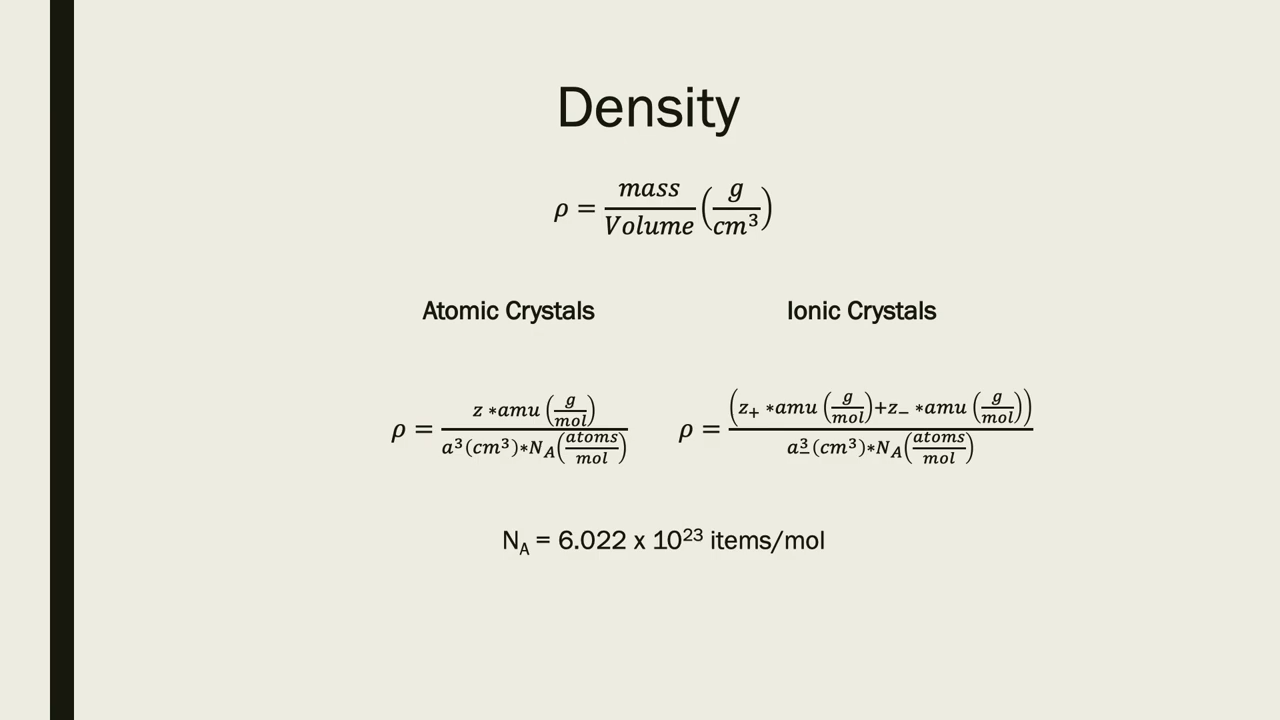 Density
ρ = mass/Volume (g/cm³)
Atomic Crystals
Ionic Crystals
ρ = z *amu (g/mol) / a³(cm³)*N_A(atoms/mol)
ρ = (z₊ *amu (g/mol)+z₋ *amu (g/mol)) / a₋³(cm³)*N_A(atoms/mol)
N_A = 6.022 x 10²³ items/mol